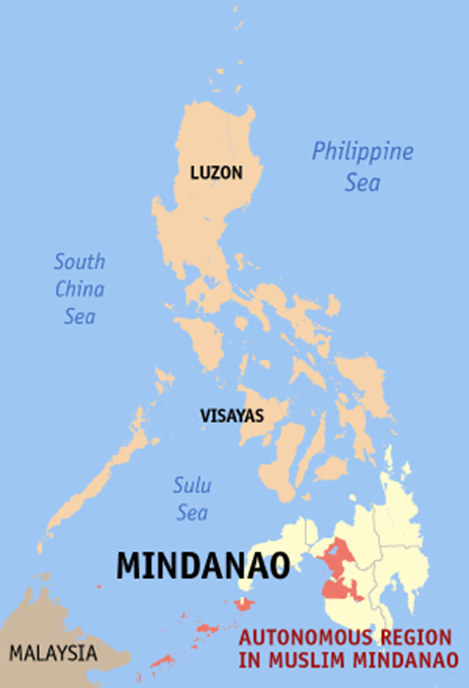 LUZON
Philippine
Sea
South
China
Sea
VISAYAS
Sulu
Sea
MINDANAO
MALAYSIA
AUTONOMOUS REGION
IN MUSLIM MINDANAO